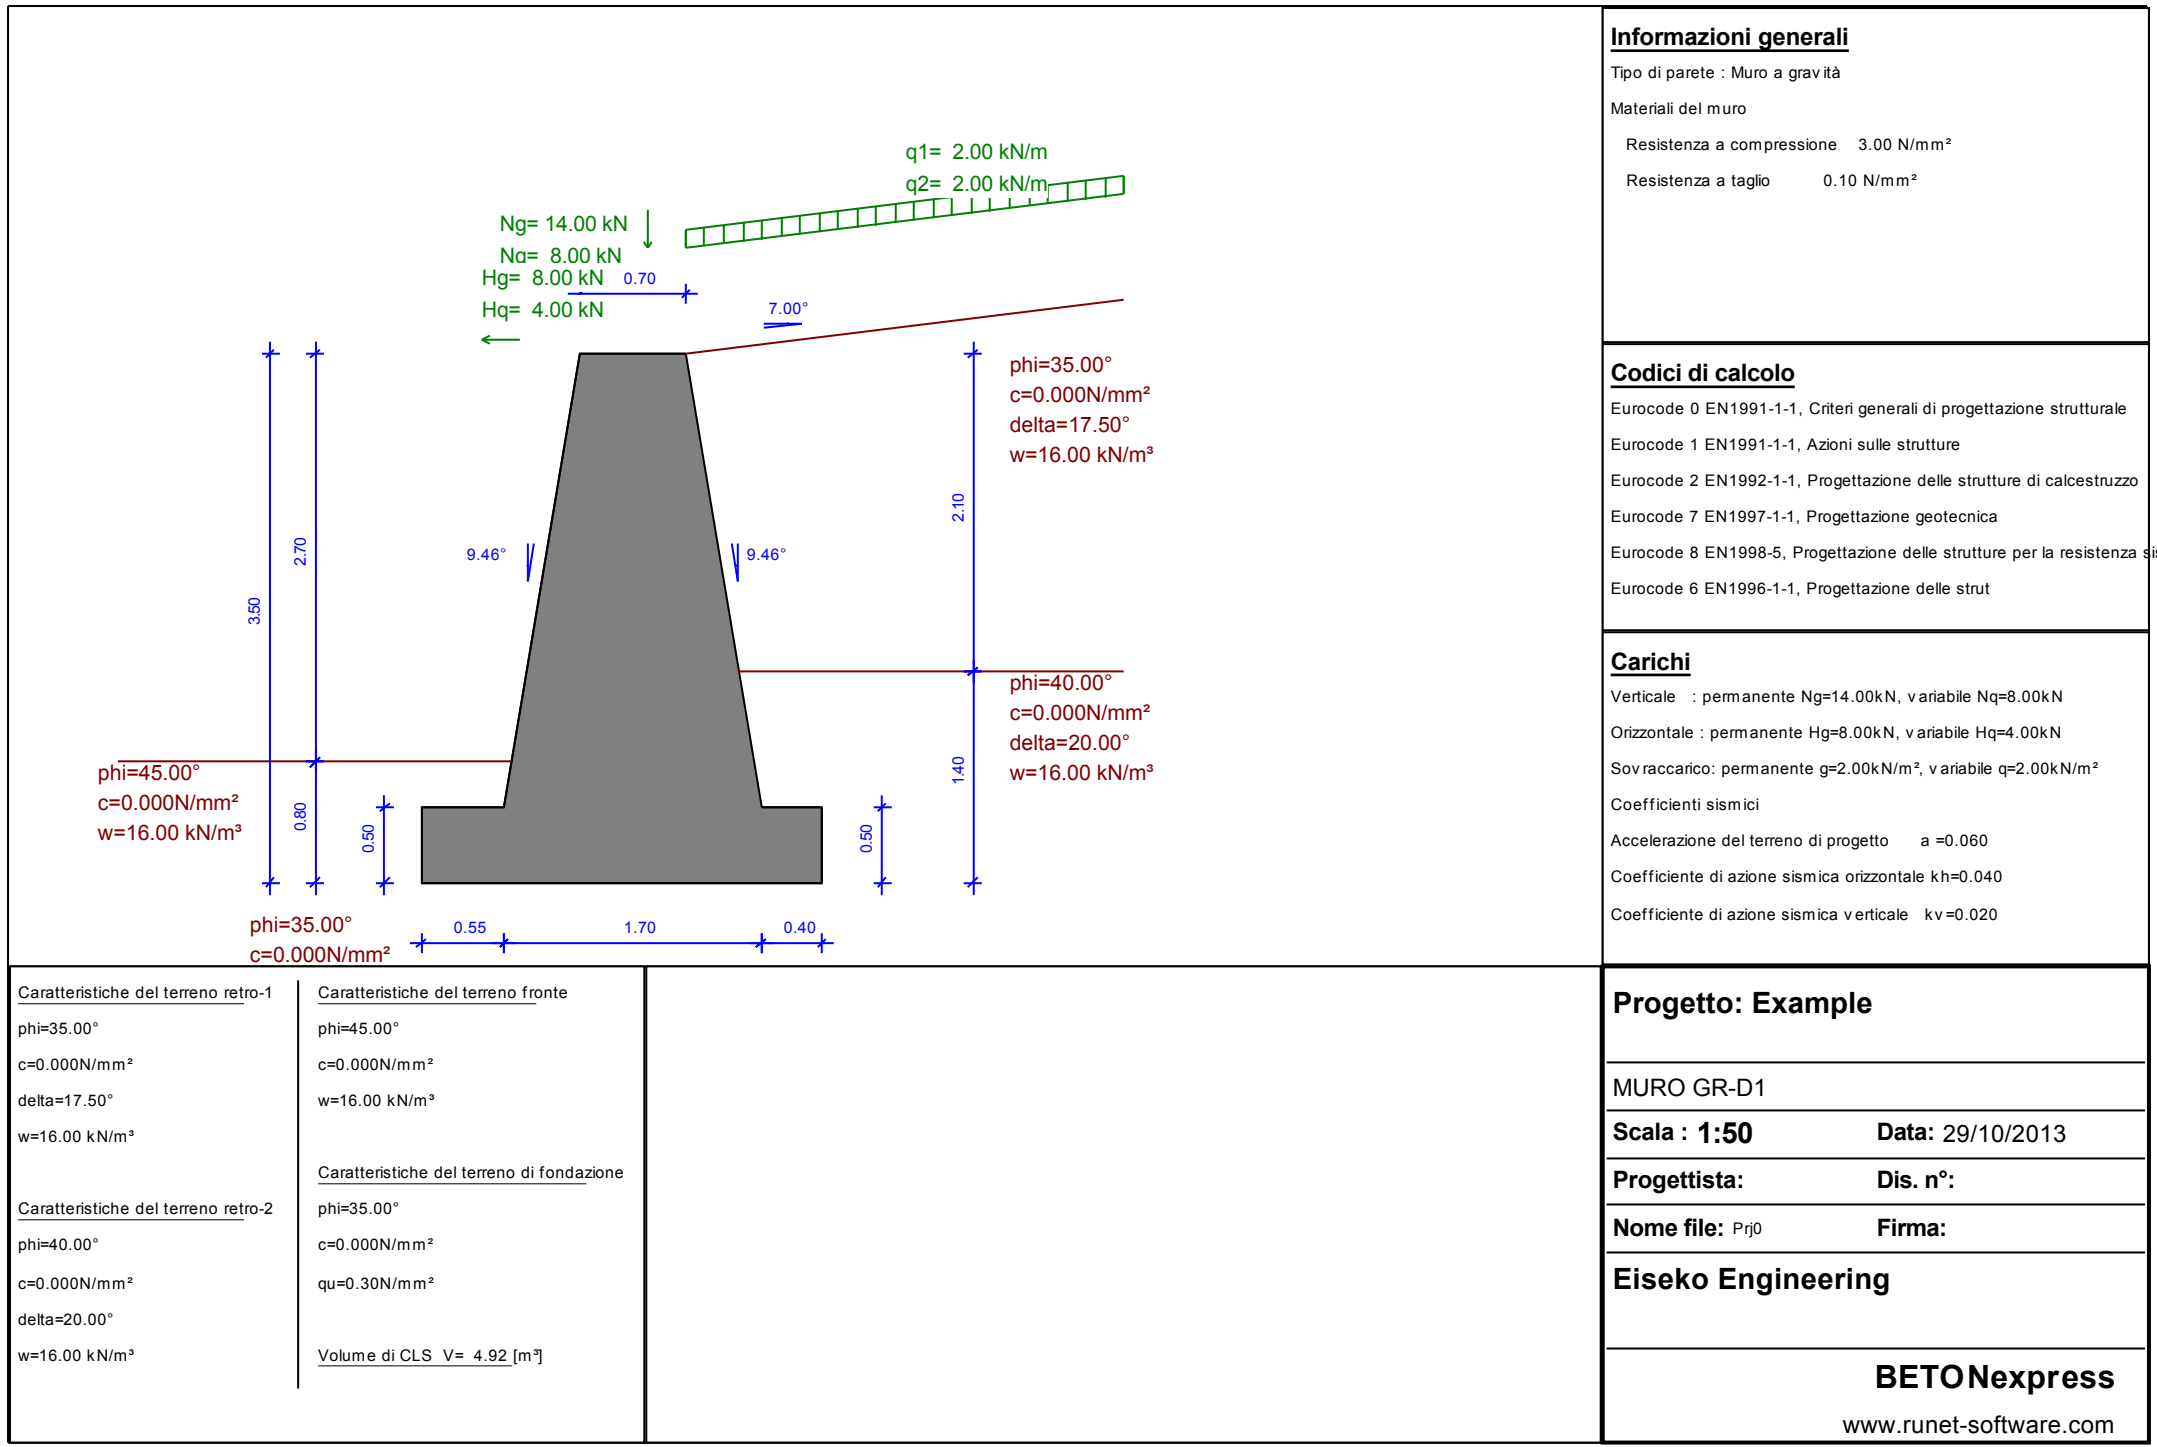 q1= 2.00 kN/m
q2= 2.00 kN/m
Ng= 14.00 kN
Nq= 8.00 kN
Hg= 8.00 kN
0.70
Hq= 4.00 kN
7.00°
phi=35.00°
c=0.000N/mm²
delta=17.50°
w=16.00 kN/m³
2.10
2.70
9.46°
9.46°
3.50
phi=40.00°
c=0.000N/mm²
delta=20.00°
w=16.00 kN/m³
1.40
phi=45.00°
c=0.000N/mm²
w=16.00 kN/m³
0.80
0.50
0.50
phi=35.00°
c=0.000N/mm²
0.55
1.70
0.40
Informazioni generali
Tipo di parete : Muro a gravità
Materiali del muro
Resistenza a compressione 3.00 N/mm²
Resistenza a taglio 0.10 N/mm²
Codici di calcolo
Eurocode 0 EN1991-1-1, Criteri generali di progettazione strutturale
Eurocode 1 EN1991-1-1, Azioni sulle strutture
Eurocode 2 EN1992-1-1, Progettazione delle strutture di calcestruzzo
Eurocode 7 EN1997-1-1, Progettazione geotecnica
Eurocode 8 EN1998-5, Progettazione delle strutture per la resistenza sis
Eurocode 6 EN1996-1-1, Progettazione delle strut
Carichi
Verticale : permanente Ng=14.00kN, variabile Nq=8.00kN
Orizzontale : permanente Hg=8.00kN, variabile Hq=4.00kN
Sovraccarico: permanente g=2.00kN/m², variabile q=2.00kN/m²
Coefficienti sismici
Accelerazione del terreno di progetto a =0.060
Coefficiente di azione sismica orizzontale kh=0.040
Coefficiente di azione sismica verticale kv=0.020
Caratteristiche del terreno retro-1
phi=35.00°
c=0.000N/mm²
delta=17.50°
w=16.00 kN/m³
Caratteristiche del terreno retro-2
phi=40.00°
c=0.000N/mm²
delta=20.00°
w=16.00 kN/m³
Caratteristiche del terreno fronte
phi=45.00°
c=0.000N/mm²
w=16.00 kN/m³
Caratteristiche del terreno di fondazione
phi=35.00°
c=0.000N/mm²
qu=0.30N/mm²
Volume di CLS V= 4.92 [m³]
Progetto: Example
MURO GR-D1
Scala : 1:50 Data: 29/10/2013
Progettista: Dis. n°:
Nome file: Prj0 Firma:
Eiseko Engineering
BETONexpress
www.runet-software.com